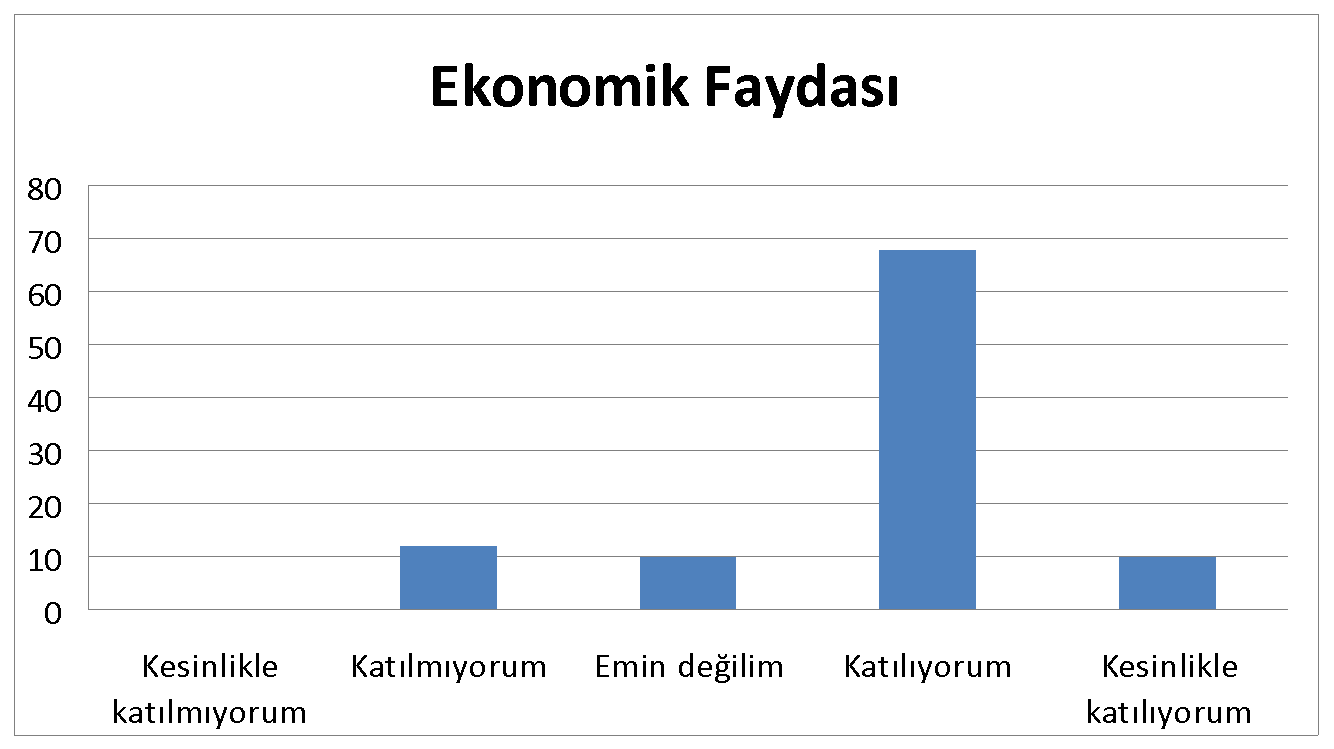 Ekonomik Faydası
80
70
60
50
40
30
20
10
0
Kesinlikle katılmıyorum
Katılmıyorum
Emin değilim
Katılıyorum
Kesinlikle katılıyorum